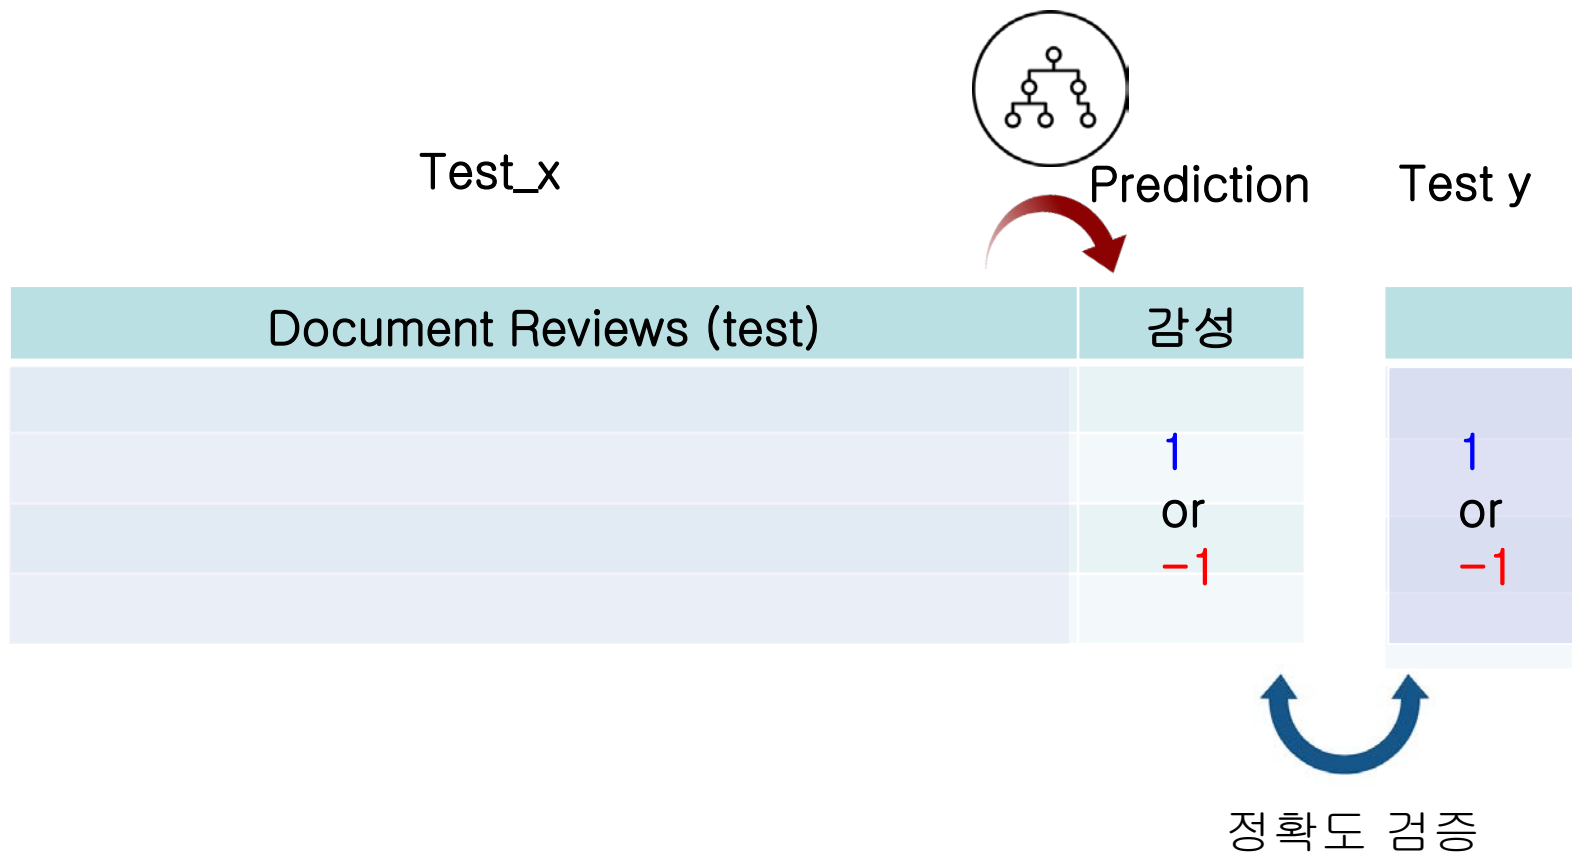 Test_x
Prediction
Test y
Document Reviews (test)
감성
1
or
-1
1
or
-1
정확도 검증